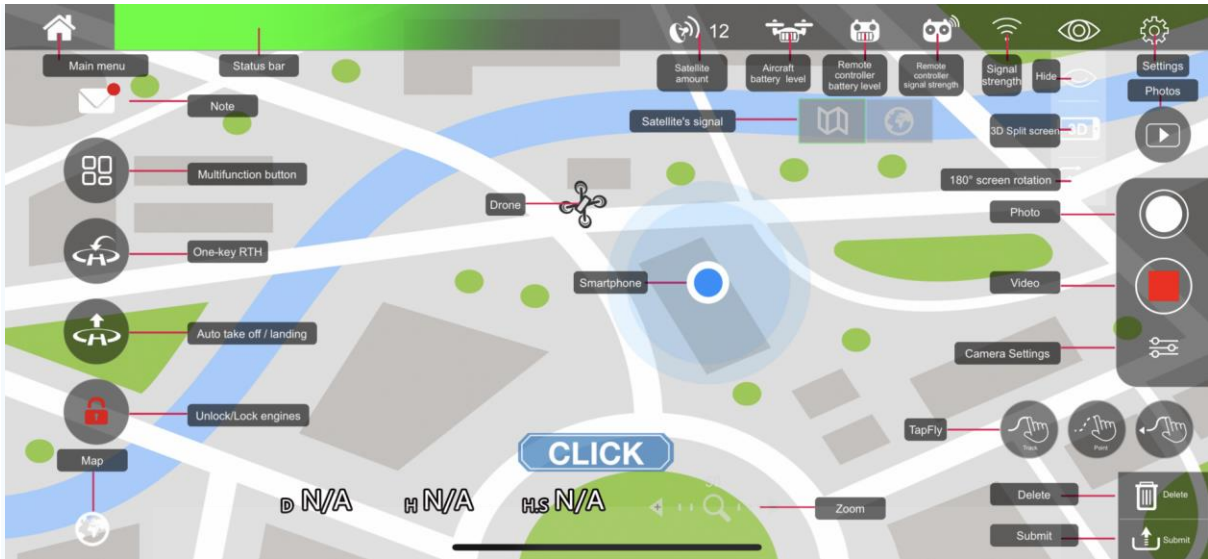 12
Main menu
Status bar
Satellite
amount
Aircraft
battery level
Remote
controller
battery level
Remote
controller
signal strength
Signal
strength
Hide
Settings
Photos
Note
Satellite's signal
3D Split screen
3D
Multifunction button
180° screen rotation
Drone
Photo
One-key RTH
Smartphone
Video
Auto take off / landing
Camera Settings
Unlock/Lock engines
TapFly
Track
Point
Map
CLICK
D N/A
H N/A
H.S N/A
Zoom
Delete
Delete
Submit
Submit